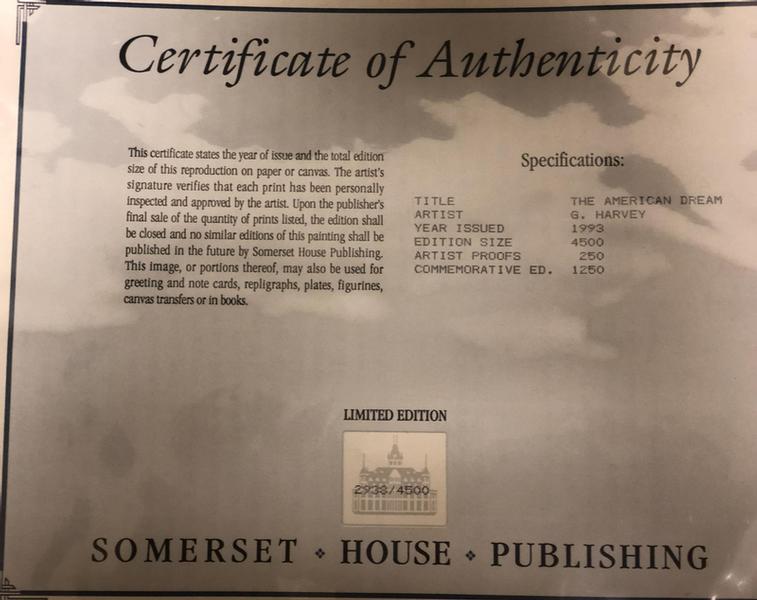 Certificate of Authenticity
This certificate states the year of issue and the total edition
size of this reproduction on paper or canvas. The artist's
signature verifies that each print has been personally
inspected and approved by the artist. Upon the publisher's
final sale of the quantity of prints listed, the edition shall
be closed and no similar editions of this painting shall be
published in the future by Somerset House Publishing.
This image, or portions thereof, may also be used for
greeting and note cards, repligraphs, plates, figurines,
canvas transfers or in books.
Specifications:
TITLE THE AMERICAN DREAM
ARTIST G. HARVEY
YEAR ISSUED 1993
EDITION SIZE 4500
ARTIST PROOFS 250
COMMEMORATIVE ED. 1250
LIMITED EDITION
2933/4500
SOMERSET HOUSE PUBLISHING